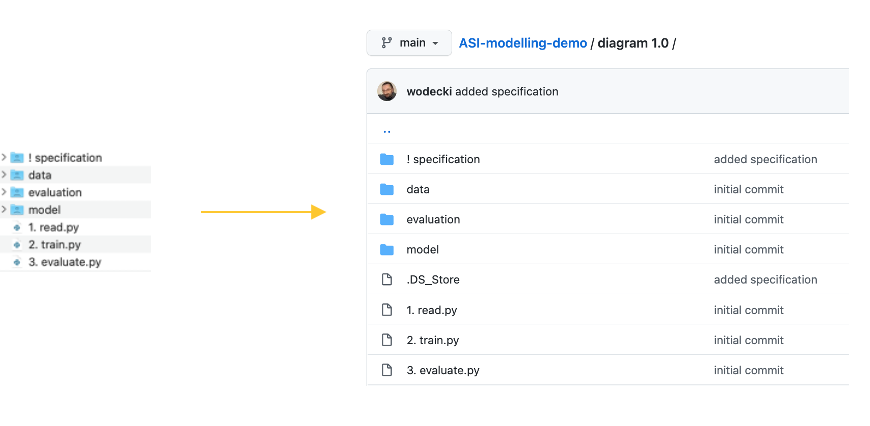 ! specification
data
evaluation
model
1. read.py
2. train.py
3. evaluate.py
main ASI-modelling-demo / diagram 1.0 /
wodecki added specification
..
! specification added specification
data initial commit
evaluation initial commit
model initial commit
.DS_Store added specification
1. read.py initial commit
2. train.py initial commit
3. evaluate.py initial commit